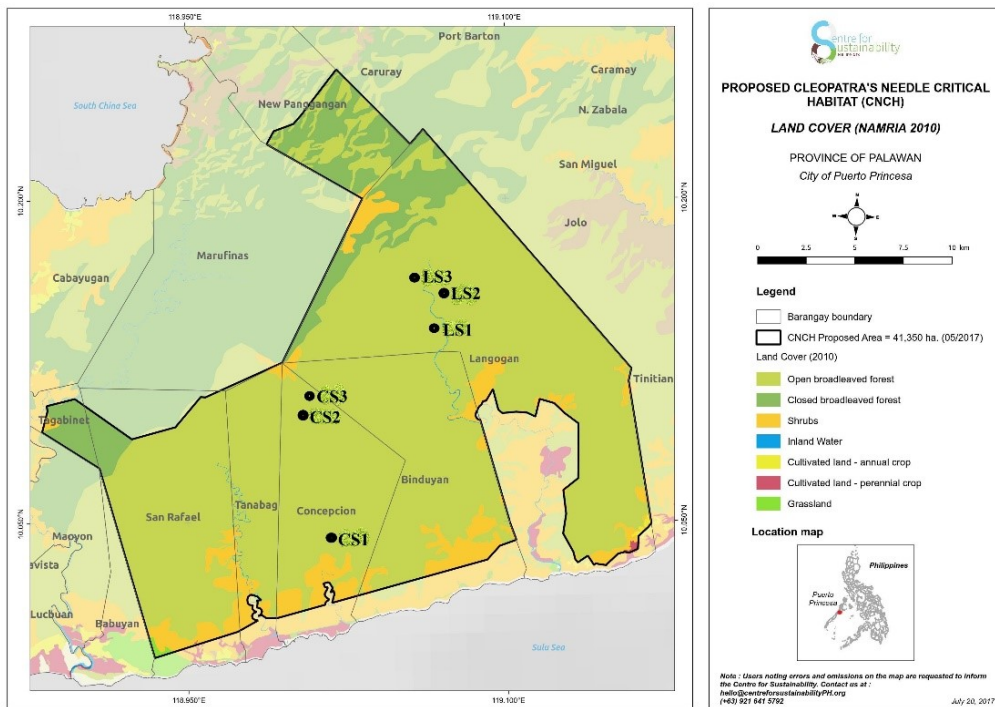 118.950°E
119.100°E
Port Barton
Caruray
Caramay
South China Sea
New Panggangan
N. Zabala
San Miguel
10.200°N
10.200°N
Jolo
Marufinas
Cabayugan
LS3
LS2
LS1
Langogan
Tinitian
CS3
CS2
Tagabinet
Binduyan
San Rafael
Tanabag
Concepcion
10.050°N
10.050°N
Maoyon
CS1
avista
Lucbuan
Babuyan
Sulu Sea
118.950°E
119.100°E
Centre for
Sustainability
PROPOSED CLEOPATRA'S NEEDLE CRITICAL
HABITAT (CNCH)
LAND COVER (NAMRIA 2010)
PROVINCE OF PALAWAN
City of Puerto Princesa
0 2.5 5 7.5 10 km
Legend
Barangay boundary
CNCH Proposed Area = 41,350 ha. (05/2017)
Land Cover (2010)
Open broadleaved forest
Closed broadleaved forest
Shrubs
Inland Water
Cultivated land - annual crop
Cultivated land - perennial crop
Grassland
Location map
Philippines
Puerto
Princesa
Note : Users noting errors and omissions on the map are requested to inform
the Centre for Sustainability. Contact us at :
hello@centreforsustainabilityPH.org
(+63) 921 641 5792
July 20, 2017